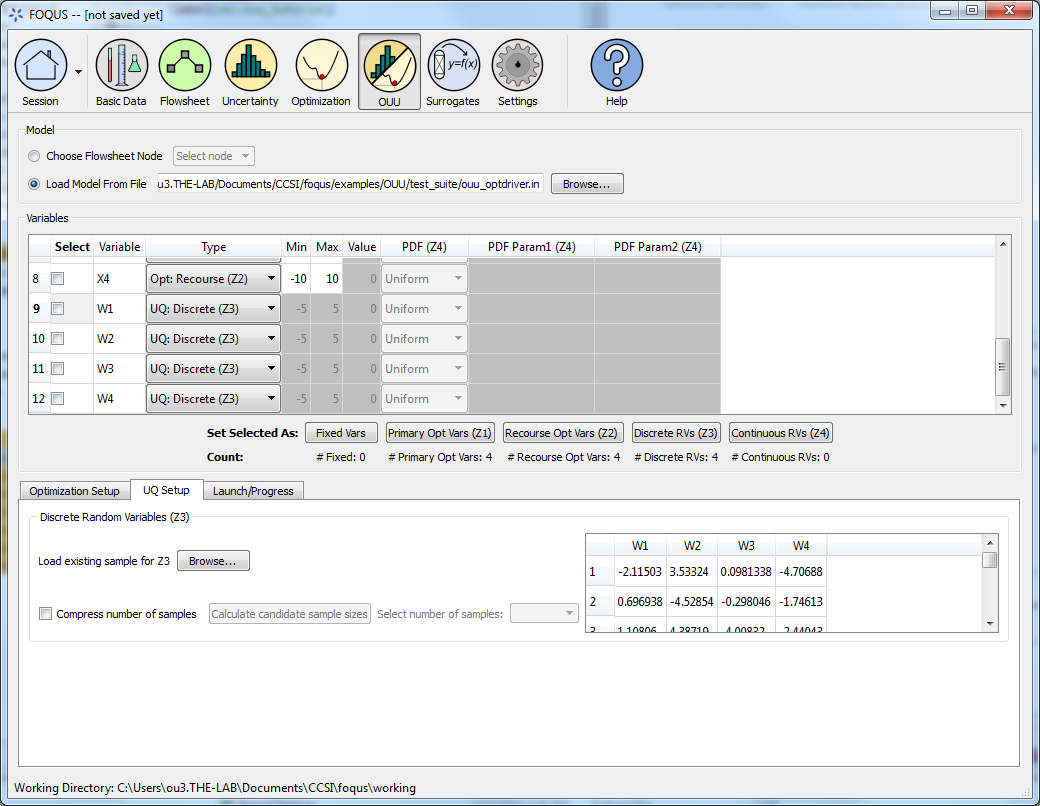 FOQUS -- [not saved yet]
Session Basic Data Flowsheet Uncertainty Optimization OUU y=f(x) Surrogates Settings ? Help
Model
Choose Flowsheet Node Select node
Load Model From File u3.THE-LAB/Documents/CCSI/foqus/examples/OUU/test_suite/ouu_optdriver.in Browse...
Variables
Select Variable Type Min Max Value PDF (Z4) PDF Param1 (Z4) PDF Param2 (Z4)
8 X4 Opt: Recourse (Z2) -10 10 0 Uniform
9 W1 UQ: Discrete (Z3) -5 5 0 Uniform
10 W2 UQ: Discrete (Z3) -5 5 0 Uniform
11 W3 UQ: Discrete (Z3) -5 5 0 Uniform
12 W4 UQ: Discrete (Z3) -5 5 0 Uniform
Set Selected As: Fixed Vars Primary Opt Vars (Z1) Recourse Opt Vars (Z2) Discrete RVs (Z3) Continuous RVs (Z4)
Count: # Fixed: 0 # Primary Opt Vars: 4 # Recourse Opt Vars: 4 # Discrete RVs: 4 # Continuous RVs: 0
Optimization Setup UQ Setup Launch/Progress
Discrete Random Variables (Z3)
Load existing sample for Z3 Browse...
Compress number of samples Calculate candidate sample sizes Select number of samples:
W1 W2 W3 W4
1 -2.11503 3.53324 0.0981338 -4.70688
2 0.696938 -4.52854 -0.298046 -1.74613
Working Directory: C:\Users\ou3.THE-LAB\Documents\CCSI\foqus\working